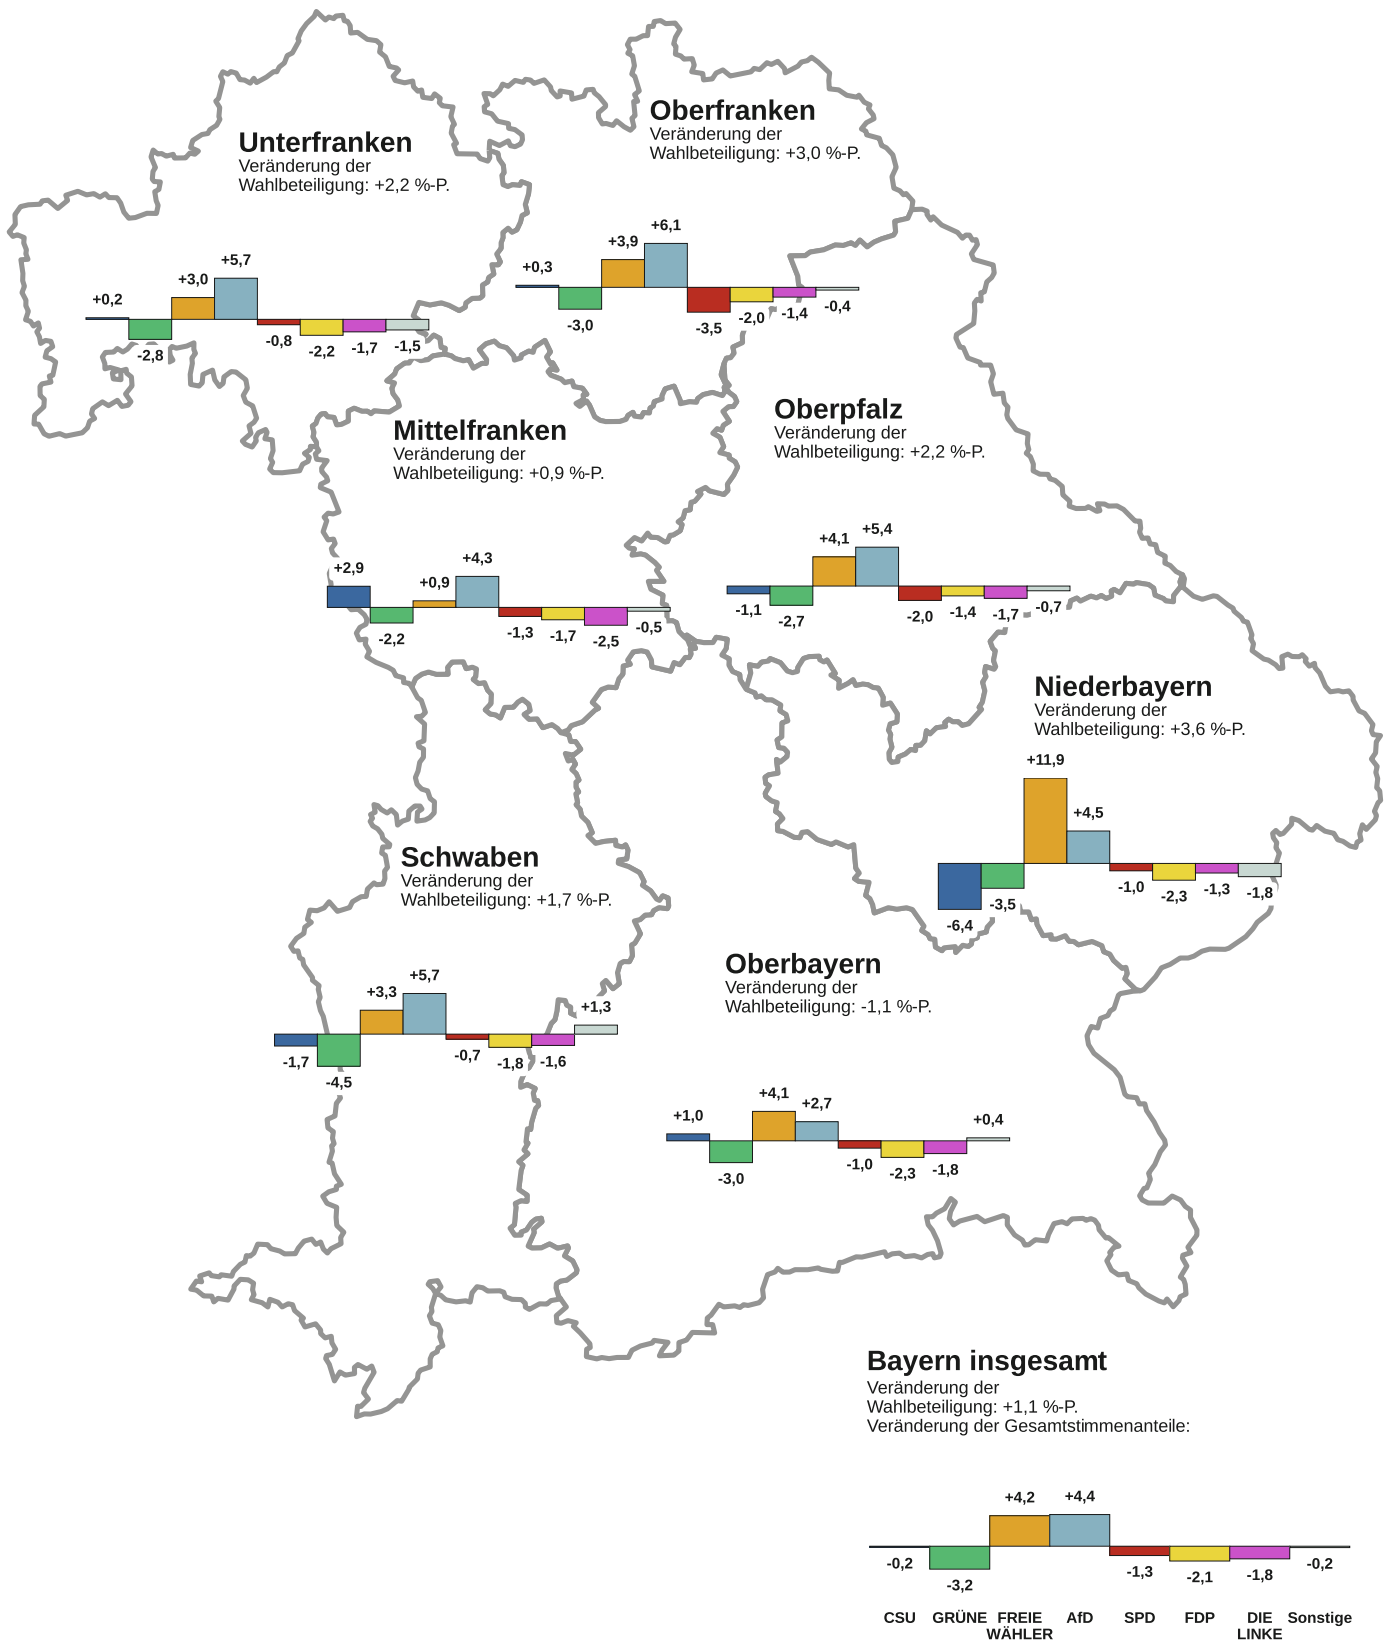 Oberfranken
Veränderung der
Wahlbeteiligung: +3,0 %-P.
+0,3
-3,0
+3,9
+6,1
-3,5
-2,0
-1,4
-0,4
Unterfranken
Veränderung der
Wahlbeteiligung: +2,2 %-P.
+0,2
-2,8
+3,0
+5,7
-0,8
-2,2
-1,7
-1,5
Mittelfranken
Veränderung der
Wahlbeteiligung: +0,9 %-P.
+2,9
-2,2
+0,9
+4,3
-1,3
-1,7
-2,5
-0,5
Oberpfalz
Veränderung der
Wahlbeteiligung: +2,2 %-P.
-1,1
-2,7
+4,1
+5,4
-2,0
-1,4
-1,7
-0,7
Niederbayern
Veränderung der
Wahlbeteiligung: +3,6 %-P.
-6,4
-3,5
+11,9
+4,5
-1,0
-2,3
-1,3
-1,8
Schwaben
Veränderung der
Wahlbeteiligung: +1,7 %-P.
-1,7
-4,5
+3,3
+5,7
-0,7
-1,8
-1,6
+1,3
Oberbayern
Veränderung der
Wahlbeteiligung: -1,1 %-P.
+1,0
-3,0
+4,1
+2,7
-1,0
-2,3
-1,8
+0,4
Bayern insgesamt
Veränderung der
Wahlbeteiligung: +1,1 %-P.
Veränderung der Gesamtstimmenanteile:
-0,2
-3,2
+4,2
+4,4
-1,3
-2,1
-1,8
-0,2
CSU GRÜNE FREIE AfD SPD FDP DIE Sonstige
WÄHLER LINKE